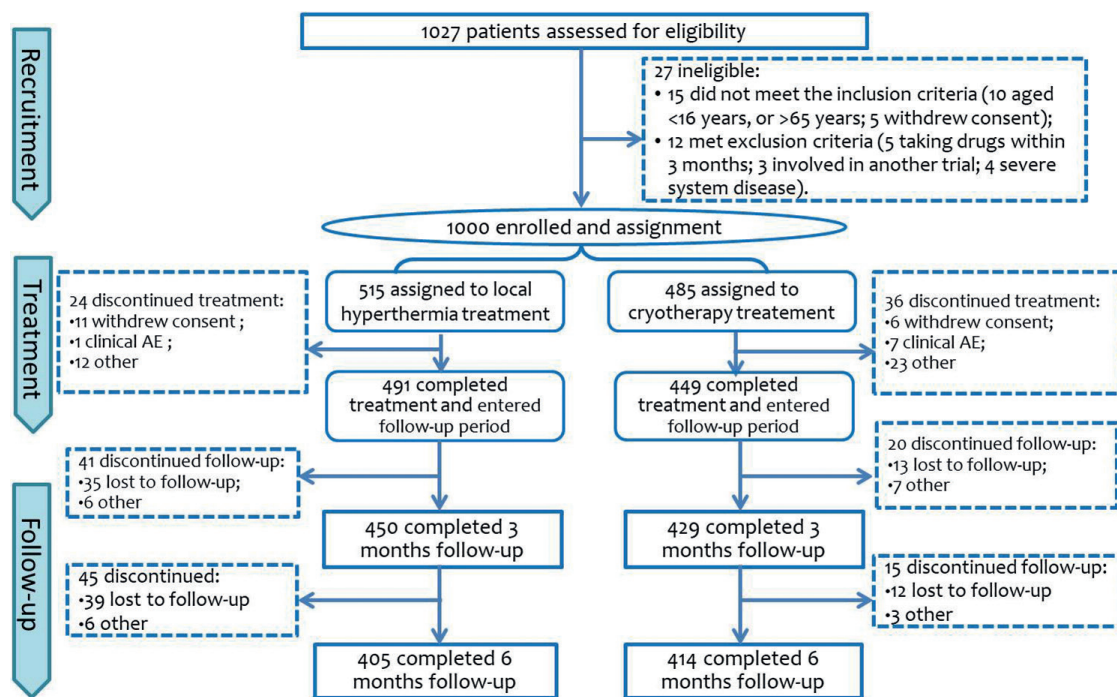 Recruitment
1027 patients assessed for eligibility
27 ineligible:
• 15 did not meet the inclusion criteria (10 aged
<16 years, or >65 years; 5 withdrew consent);
• 12 met exclusion criteria (5 taking drugs within
3 months; 3 involved in another trial; 4 severe
system disease).
1000 enrolled and assignment
Treatment
24 discontinued treatment:
•11 withdrew consent ;
•1 clinical AE ;
•12 other
515 assigned to local
hyperthermia treatment
485 assigned to
cryotherapy treatement
36 discontinued treatment:
•6 withdrew consent;
•7 clinical AE;
•23 other
491 completed
treatment and entered
follow-up period
449 completed
treatment and entered
follow-up period
Follow-up
41 discontinued follow-up:
•35 lost to follow-up;
•6 other
20 discontinued follow-up:
•13 lost to follow-up;
•7 other
450 completed 3
months follow-up
429 completed 3
months follow-up
45 discontinued:
•39 lost to follow-up
•6 other
15 discontinued follow-up:
•12 lost to follow-up
•3 other
405 completed 6
months follow-up
414 completed 6
months follow-up